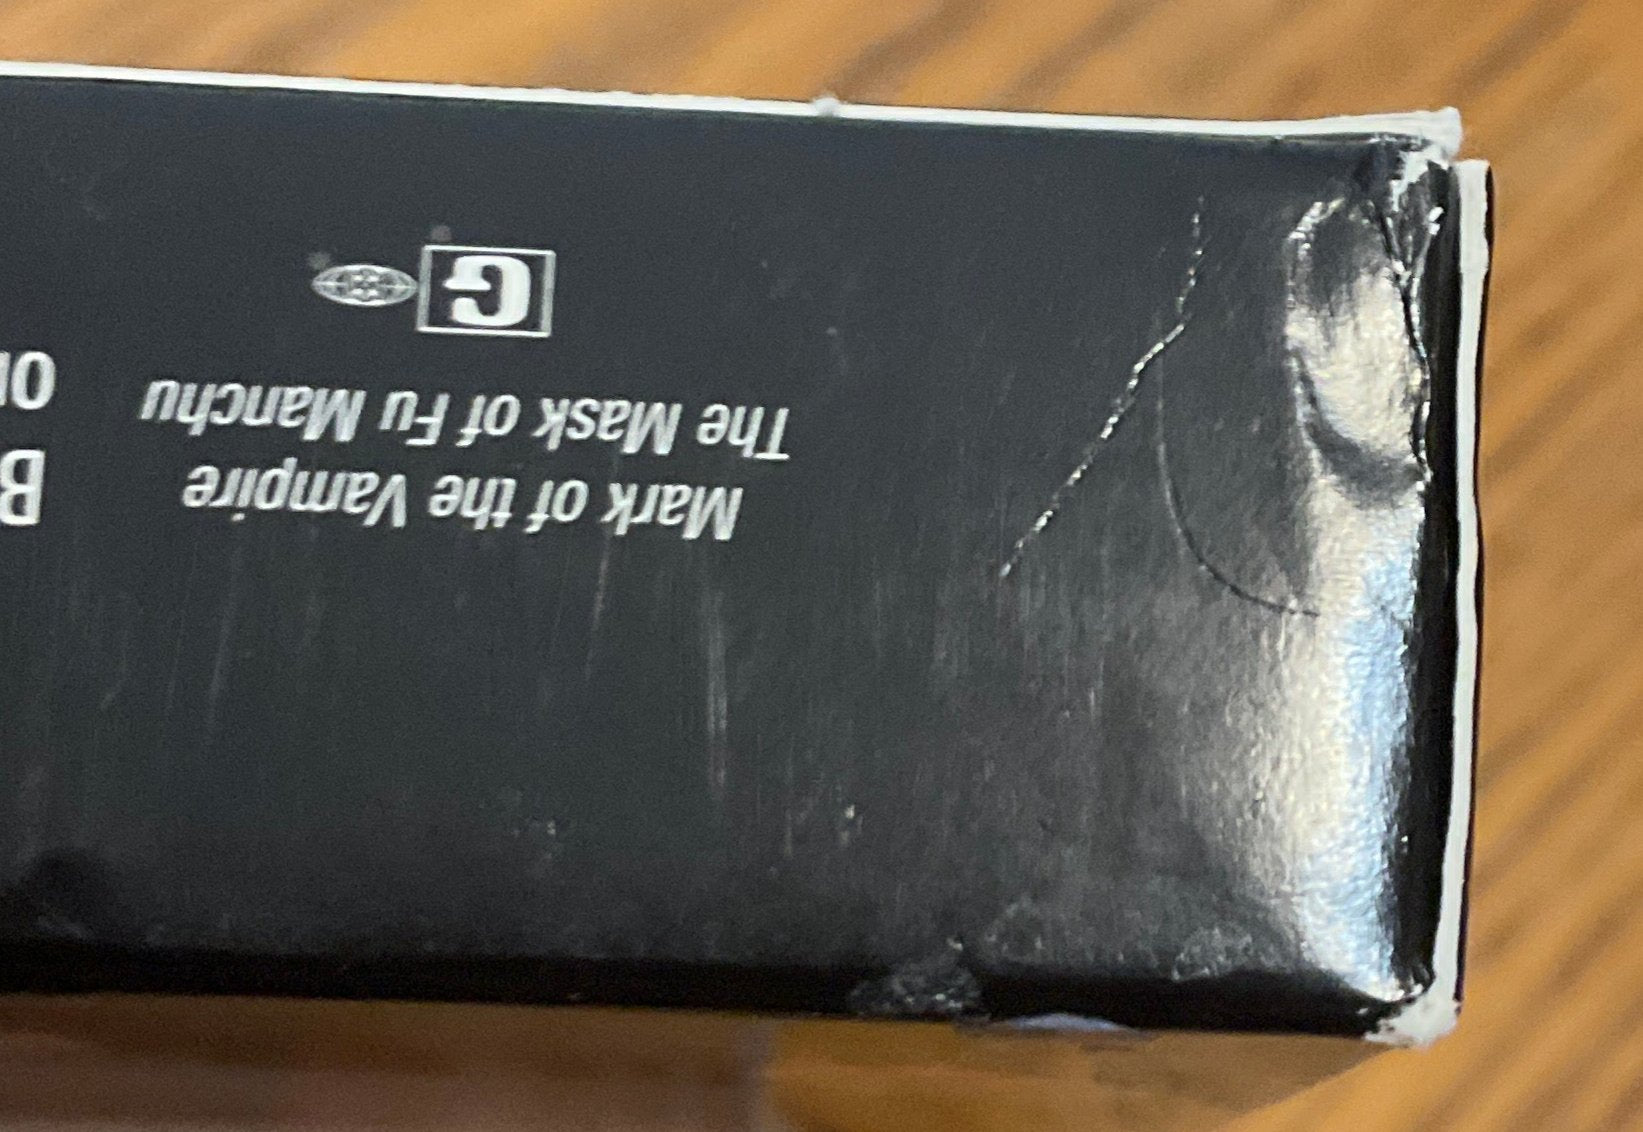 Mark of the Vampire
The Mask of Fu Manchu
G